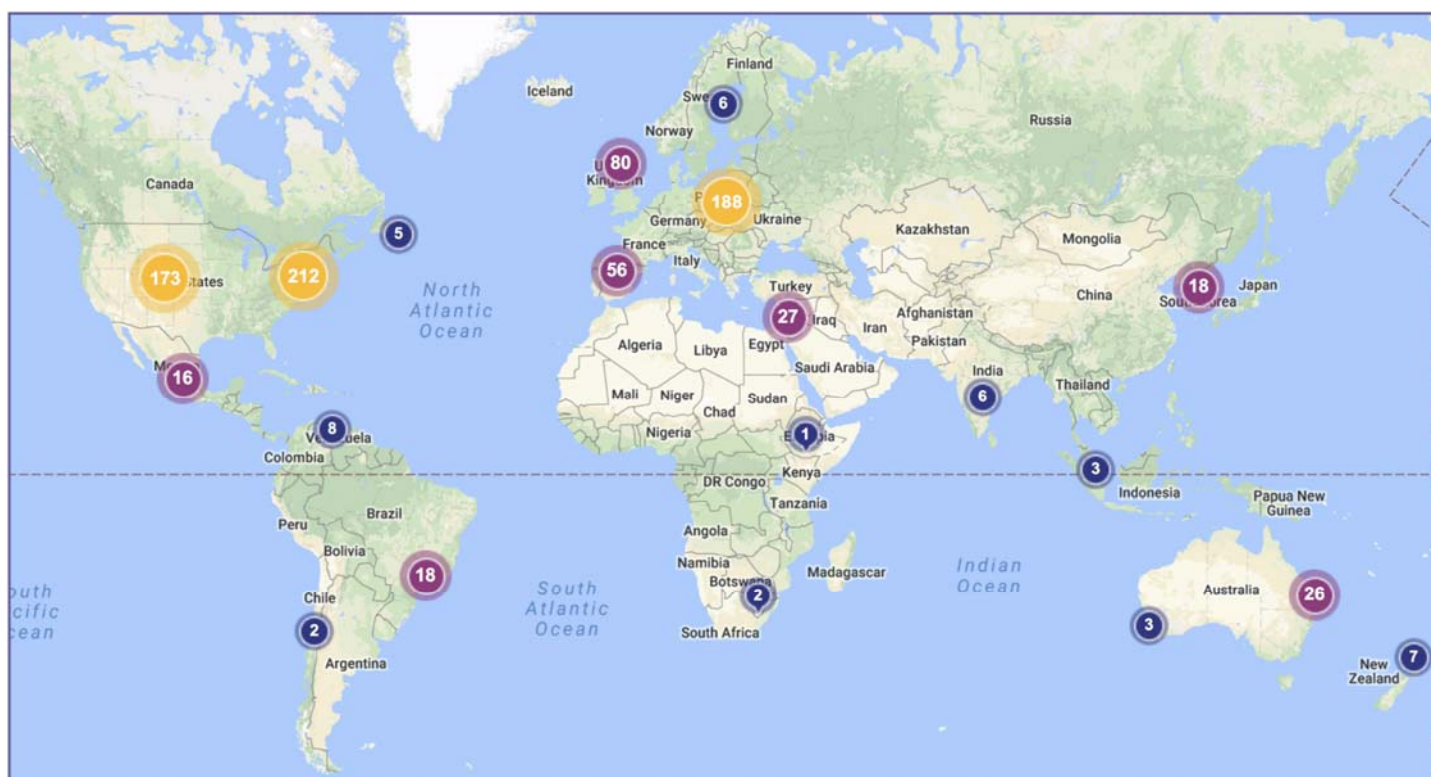 Finland
Iceland
6
Norway
Russia
80
Canada
188
Germany
Ukraine
5
Kazakhstan
Mongolia
France
Italy
173
212
56
Turkey
18
Japan
North
Atlantic
Ocean
27
Iraq
Iran
Afghanistan
China
Pakistan
Algeria
Libya
Egypt
Saudi Arabia
India
16
Mali
Niger
Chad
Sudan
6
Thailand
8
Nigeria
1
Colombia
DR Congo
Kenya
3
Indonesia
Papua New
Guinea
Tanzania
Peru
Brazil
Angola
Bolivia
Namibia
Botswana
Madagascar
Indian
Ocean
18
South
Atlantic
Ocean
2
Australia
26
Chile
2
South Africa
3
Argentina
7
New
Zealand